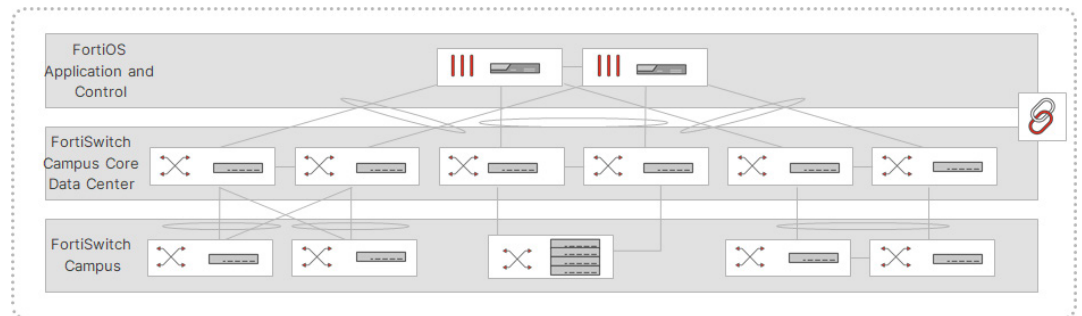 FortiOS
Application and
Control
FortiSwitch
Campus Core
Data Center
FortiSwitch
Campus